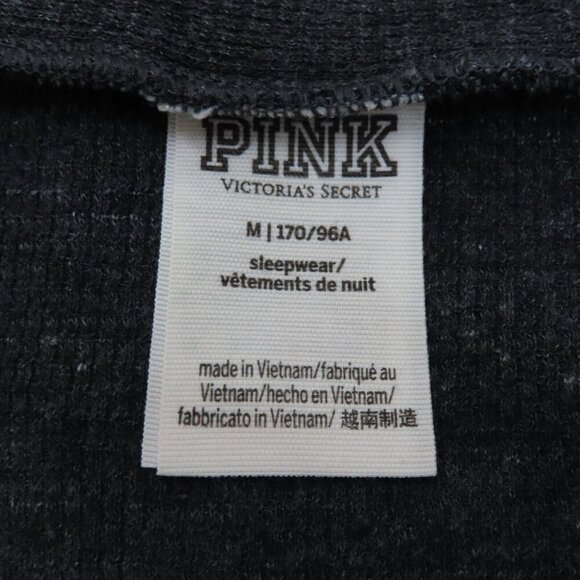 PINK
VICTORIA'S SECRET
M | 170/96A
sleepwear/
vêtements de nuit
made in Vietnam/fabriqué au
Vietnam/hecho en Vietnam/
fabbricato in Vietnam/ 越南制造